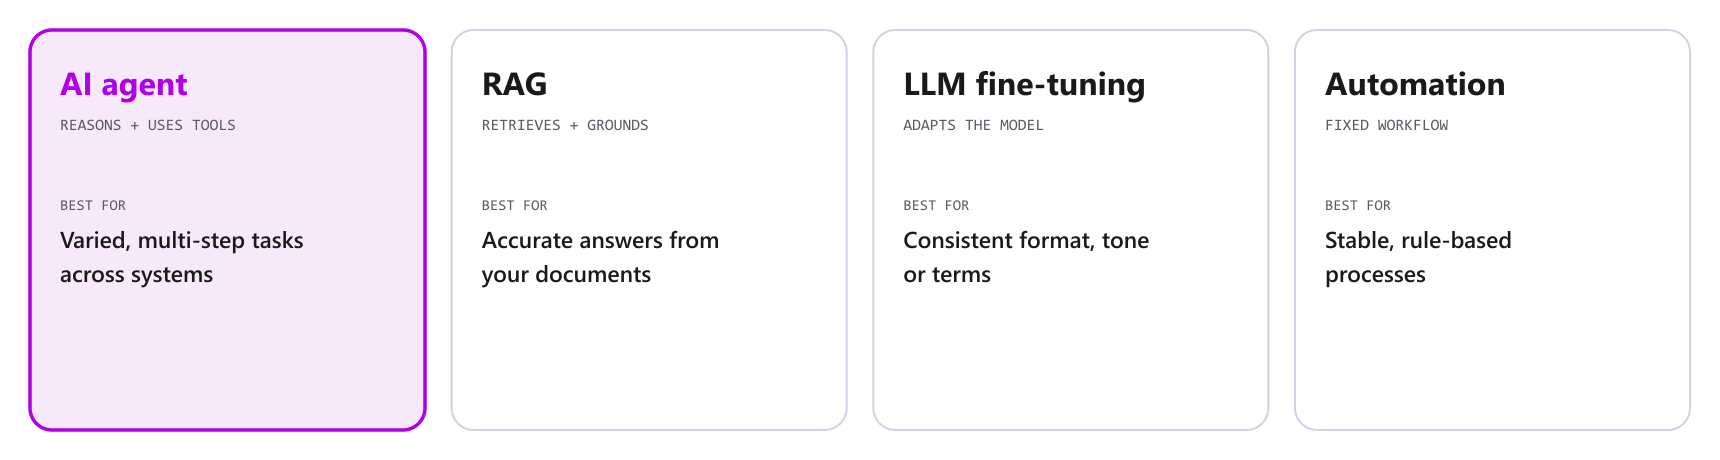 AI agent
REASONS + USES TOOLS
BEST FOR
Varied, multi-step tasks
across systems
RAG
RETRIEVES + GROUNDS
BEST FOR
Accurate answers from
your documents
LLM fine-tuning
ADAPTS THE MODEL
BEST FOR
Consistent format, tone
or terms
Automation
FIXED WORKFLOW
BEST FOR
Stable, rule-based
processes